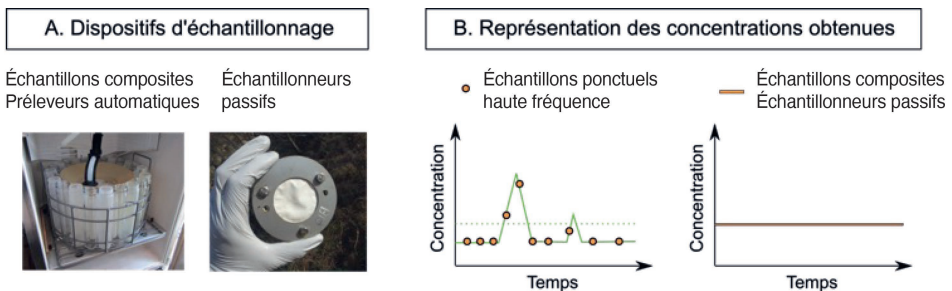 A. Dispositifs d'échantillonnage
Échantillons composites
Préleveurs automatiques
Échantillonneurs
passifs
B. Représentation des concentrations obtenues
Échantillons ponctuels
haute fréquence
Échantillons composites
Échantillonneurs passifs
Concentration
Temps
Concentration
Temps